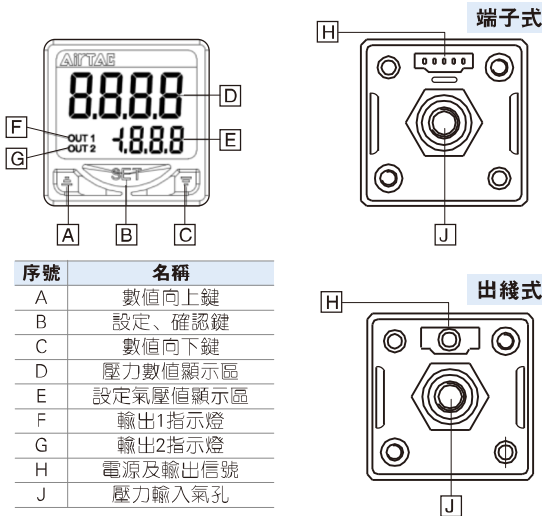 端子式
H
AirTAC
8.8.8.8
D
F
OUT 1
-1.8.8.8
E
G
OUT 2
SET
A
B
C
J
序號 名稱
A 數值向上鍵
B 設定、確認鍵
C 數值向下鍵
D 壓力數值顯示區
E 設定氣壓值顯示區
F 輸出1指示燈
G 輸出2指示燈
H 電源及輸出信號
J 壓力輸入氣孔
出綫式
H
J